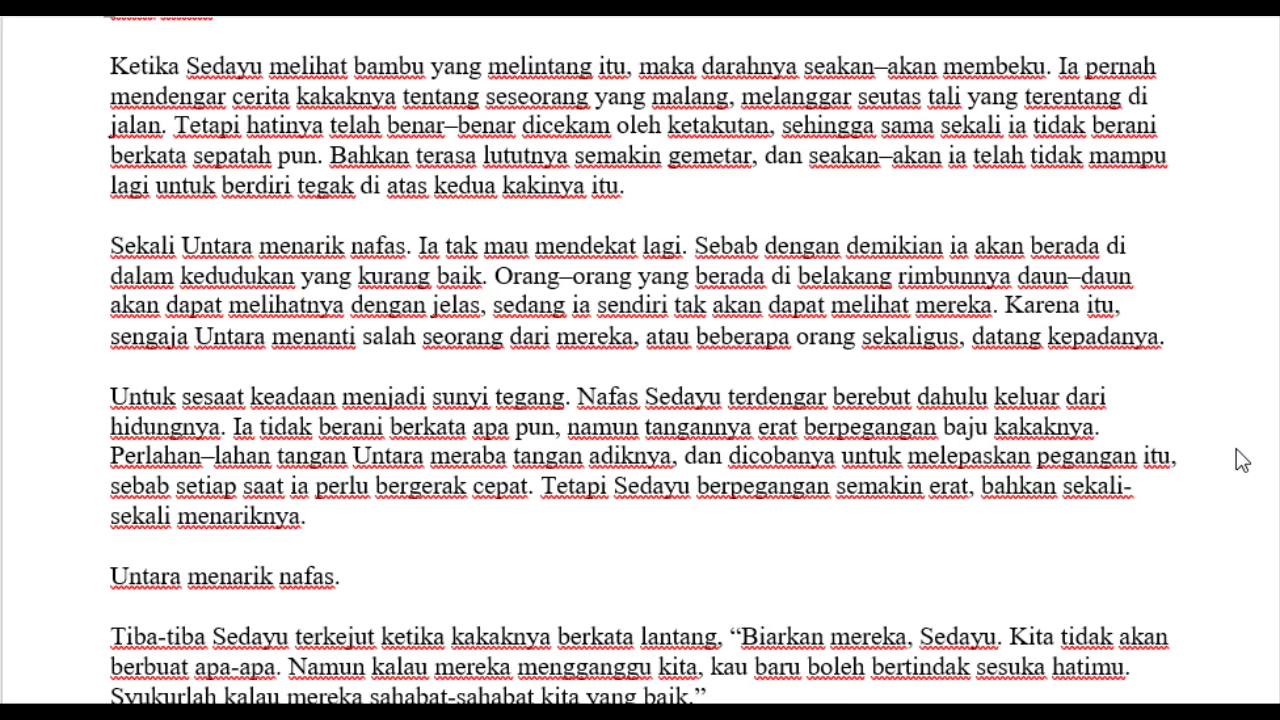 Ketika Sedayu melihat bambu yang melintang itu, maka darahnya seakan–akan membeku. Ia pernah
mendengar cerita kakaknya tentang seseorang yang malang, melanggar seutas tali yang terentang di
jalan. Tetapi hatinya telah benar–benar dicekam oleh ketakutan, sehingga sama sekali ia tidak berani
berkata sepatah pun. Bahkan terasa lututnya semakin gemetar, dan seakan–akan ia telah tidak mampu
lagi untuk berdiri tegak di atas kedua kakinya itu.
Sekali Untara menarik nafas. Ia tak mau mendekat lagi. Sebab dengan demikian ia akan berada di
dalam kedudukan yang kurang baik. Orang–orang yang berada di belakang rimbunnya daun–daun
akan dapat melihatnya dengan jelas, sedang ia sendiri tak akan dapat melihat mereka. Karena itu,
sengaja Untara menanti salah seorang dari mereka, atau beberapa orang sekaligus, datang kepadanya.
Untuk sesaat keadaan menjadi sunyi tegang. Nafas Sedayu terdengar berebut dahulu keluar dari
hidungnya. Ia tidak berani berkata apa pun, namun tangannya erat berpegangan baju kakaknya.
Perlahan–lahan tangan Untara meraba tangan adiknya, dan dicobanya untuk melepaskan pegangan itu,
sebab setiap saat ia perlu bergerak cepat. Tetapi Sedayu berpegangan semakin erat, bahkan sekali-
sekali menariknya.
Untara menarik nafas.
Tiba-tiba Sedayu terkejut ketika kakaknya berkata lantang, “Biarkan mereka, Sedayu. Kita tidak akan
berbuat apa-apa. Namun kalau mereka mengganggu kita, kau baru boleh bertindak sesuka hatimu.
Syukurlah kalau mereka sahabat-sahabat kita yang baik.”